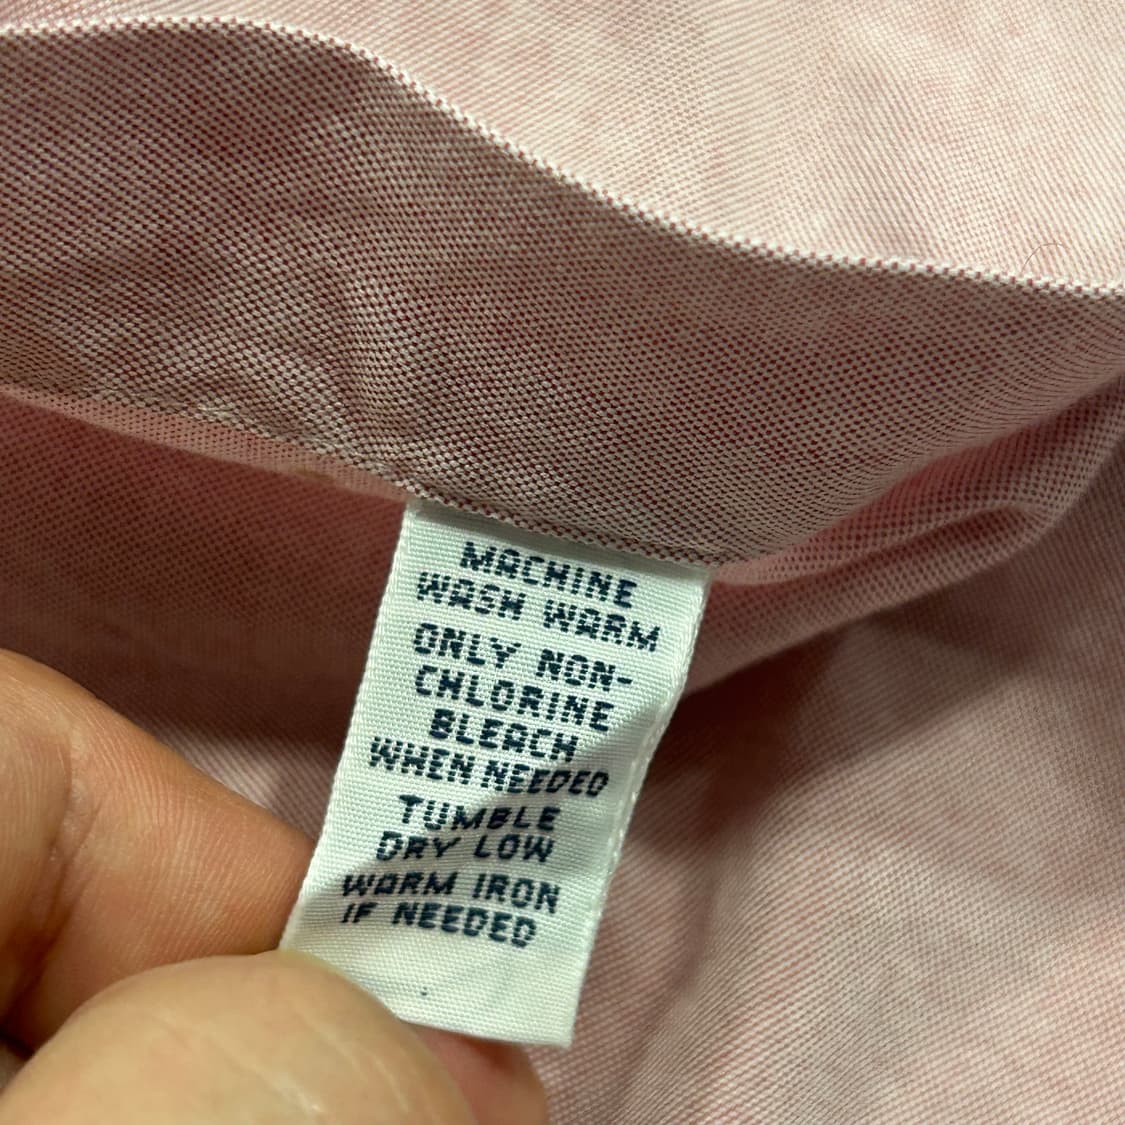 MACHINE
WASH WARM
ONLY NON-
CHLORINE
BLEACH
WHEN NEEDED
TUMBLE
DRY LOW
WARM IRON
IF NEEDED